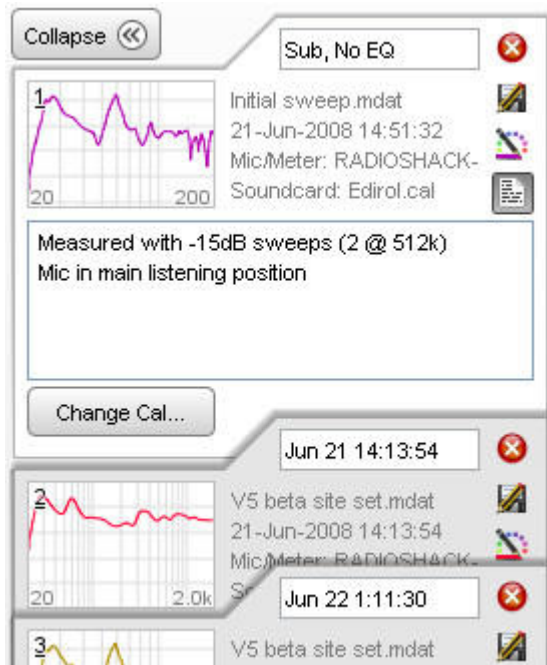 Collapse
Sub, No EQ
1
20
200
Initial sweep.mdat
21-Jun-2008 14:51:32
Mic/Meter: RADIOSHACK-
Soundcard: Edirol.cal
Measured with -15dB sweeps (2 @ 512k)
Mic in main listening position
Change Cal...
Jun 21 14:13:54
2
20
2.0k
V5 beta site set.mdat
21-Jun-2008 14:13:54
Mic/Meter: RADIOSHACK-
Jun 22 1:11:30
3
V5 beta site set.mdat